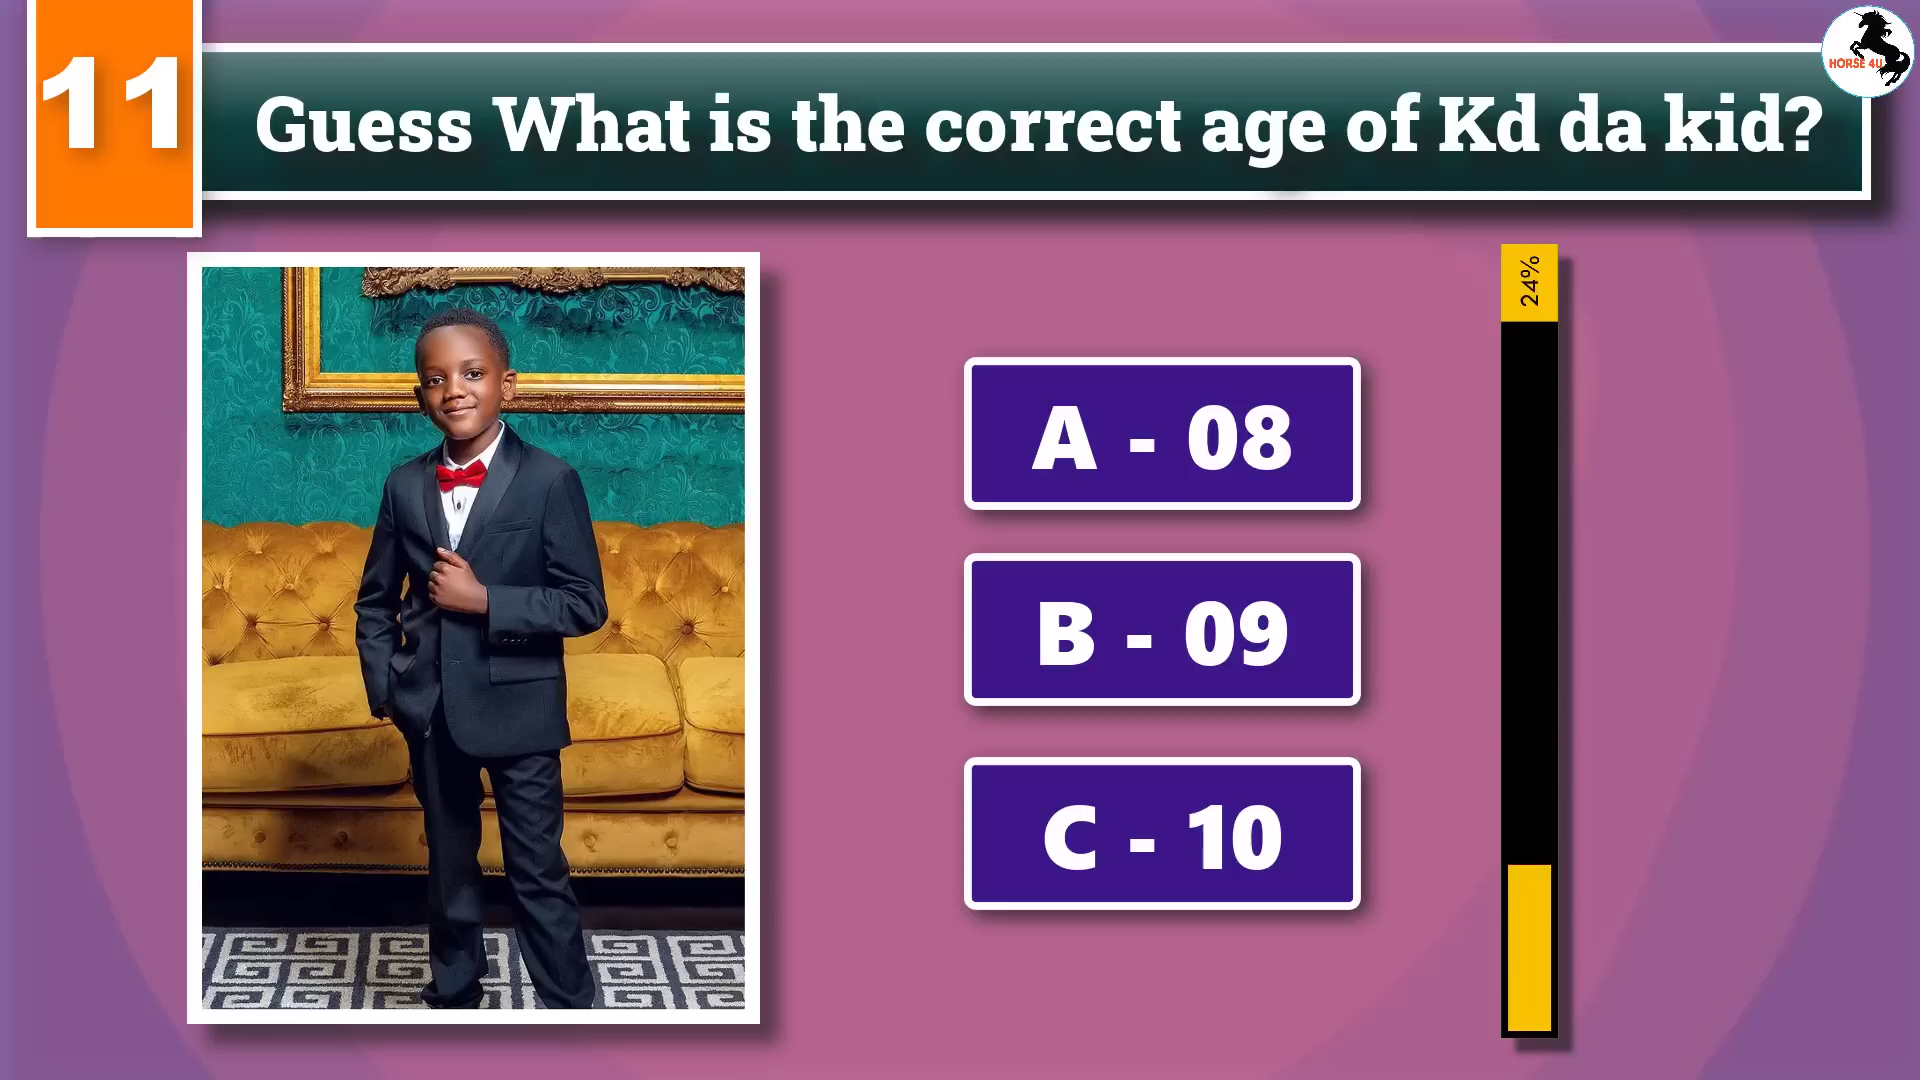 11
Guess What is the correct age of Kd da kid?
HORSE 4U
24%
A - 08
B - 09
C - 10